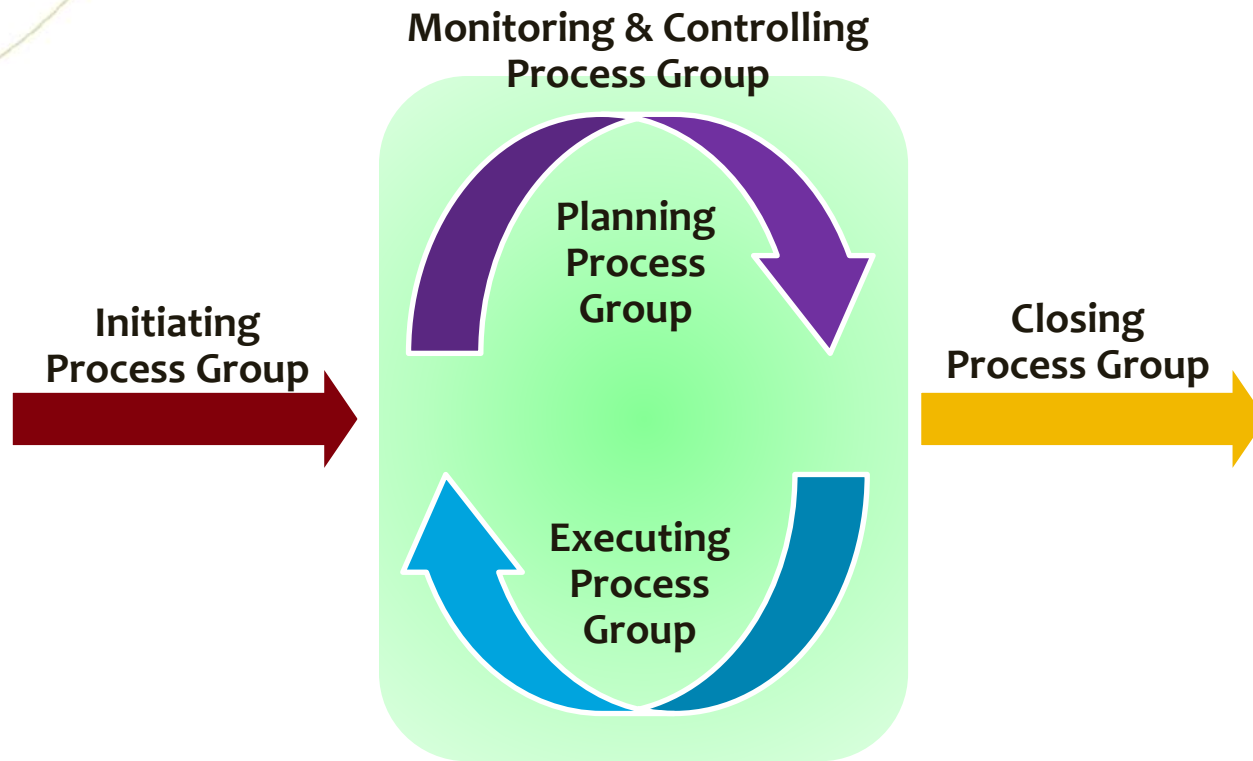 Monitoring & Controlling
Process Group
Planning
Process
Group
Initiating
Process Group
Closing
Process Group
Executing
Process
Group